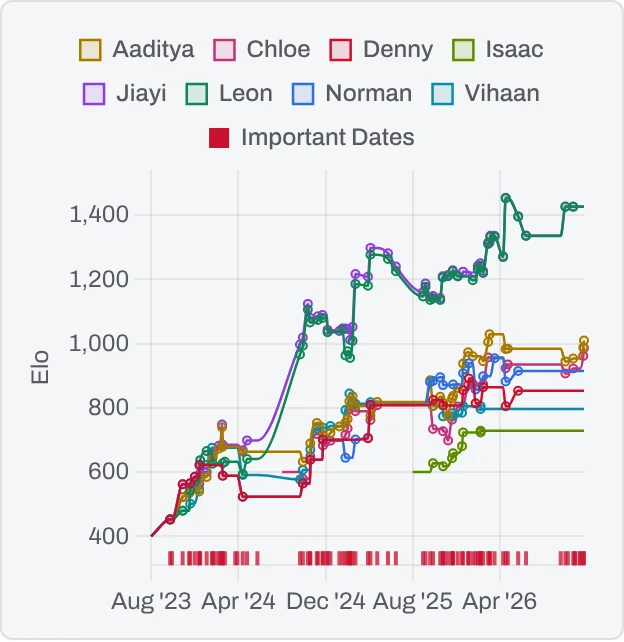 Aaditya Chloe Denny Isaac
Jiayi Leon Norman Vihaan
Important Dates
1,400
1,200
1,000
800
600
400
Elo
Aug '23 Apr '24 Dec '24 Aug '25 Apr '26